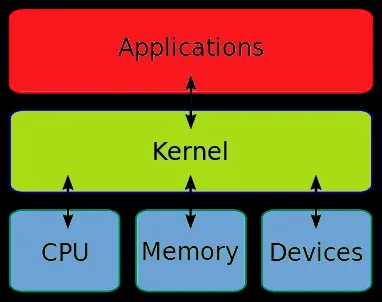 Applications
Kernel
CPU Memory Devices